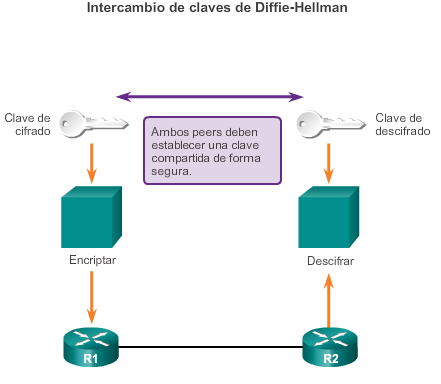 Intercambio de claves de Diffie-Hellman
Clave de
cifrado
Ambos peers deben
establecer una clave
compartida de forma
segura.
Clave de
descifrado
Encriptar
Descifrar
R1
R2